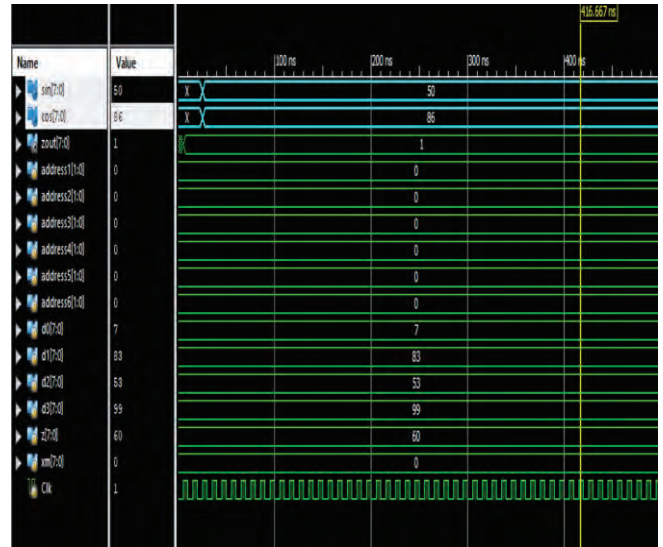 416.667 ns
Name Value
100 ns 200 ns 300 ns 400 ns
sin[7:0] 50 X 50
cos[7:0] 86 X 86
zout[7:0] 1 1
address1[1:0] 0 0
address2[1:0] 0 0
address3[1:0] 0 0
address4[1:0] 0 0
address5[1:0] 0 0
address6[1:0] 0 0
d0[7:0] 7 7
d1[7:0] 83 83
d2[7:0] 53 53
d3[7:0] 99 99
z[7:0] 60 60
xm[7:0] 0 0
Clk 1